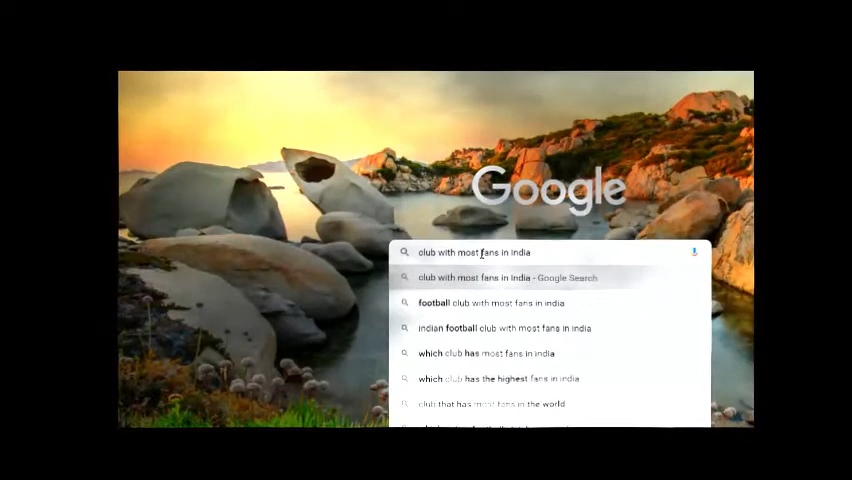 Google
club with most fans in india
club with most fans in india - Google Search
football club with most fans in india
indian football club with most fans in india
which club has most fans in india
which club has the highest fans in india
club that has most fans in the world